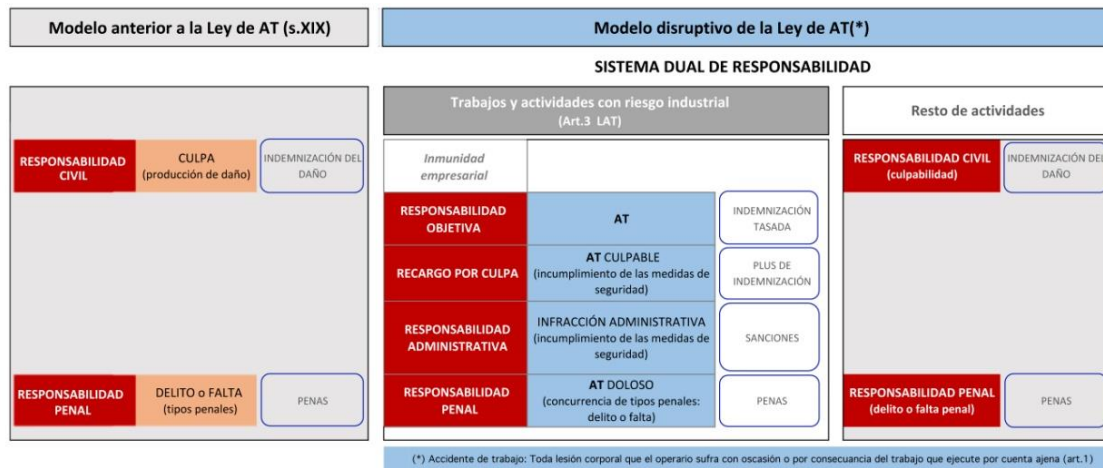 Modelo anterior a la Ley de AT (s.XIX)
Modelo disruptivo de la Ley de AT(*)
SISTEMA DUAL DE RESPONSABILIDAD
RESPONSABILIDAD
CIVIL
CULPA
(producción de daño)
INDEMNIZACIÓN DEL
DAÑO
RESPONSABILIDAD
PENAL
DELITO o FALTA
(tipos penales)
PENAS
Trabajos y actividades con riesgo industrial
(Art.3 LAT)
Inmunidad
empresarial
RESPONSABILIDAD
OBJETIVA
AT
INDEMNIZACIÓN
TASADA
RECARGO POR CULPA
AT CULPABLE
(incumplimiento de las medidas de
seguridad)
PLUS DE
INDEMNIZACIÓN
RESPONSABILIDAD
ADMINISTRATIVA
INFRACCIÓN ADMINISTRATIVA
(incumplimiento de las medidas de
seguridad)
SANCIONES
RESPONSABILIDAD
PENAL
AT DOLOSO
(concurrencia de tipos penales:
delito o falta)
PENAS
Resto de actividades
RESPONSABILIDAD CIVIL
(culpabilidad)
INDEMNIZACIÓN DEL
DAÑO
RESPONSABILIDAD PENAL
(delito o falta penal)
PENAS
(*) Accidente de trabajo: Toda lesión corporal que el operario sufra con oscasión o por consecuancia del trabajo que ejecute por cuenta ajena (art.1)